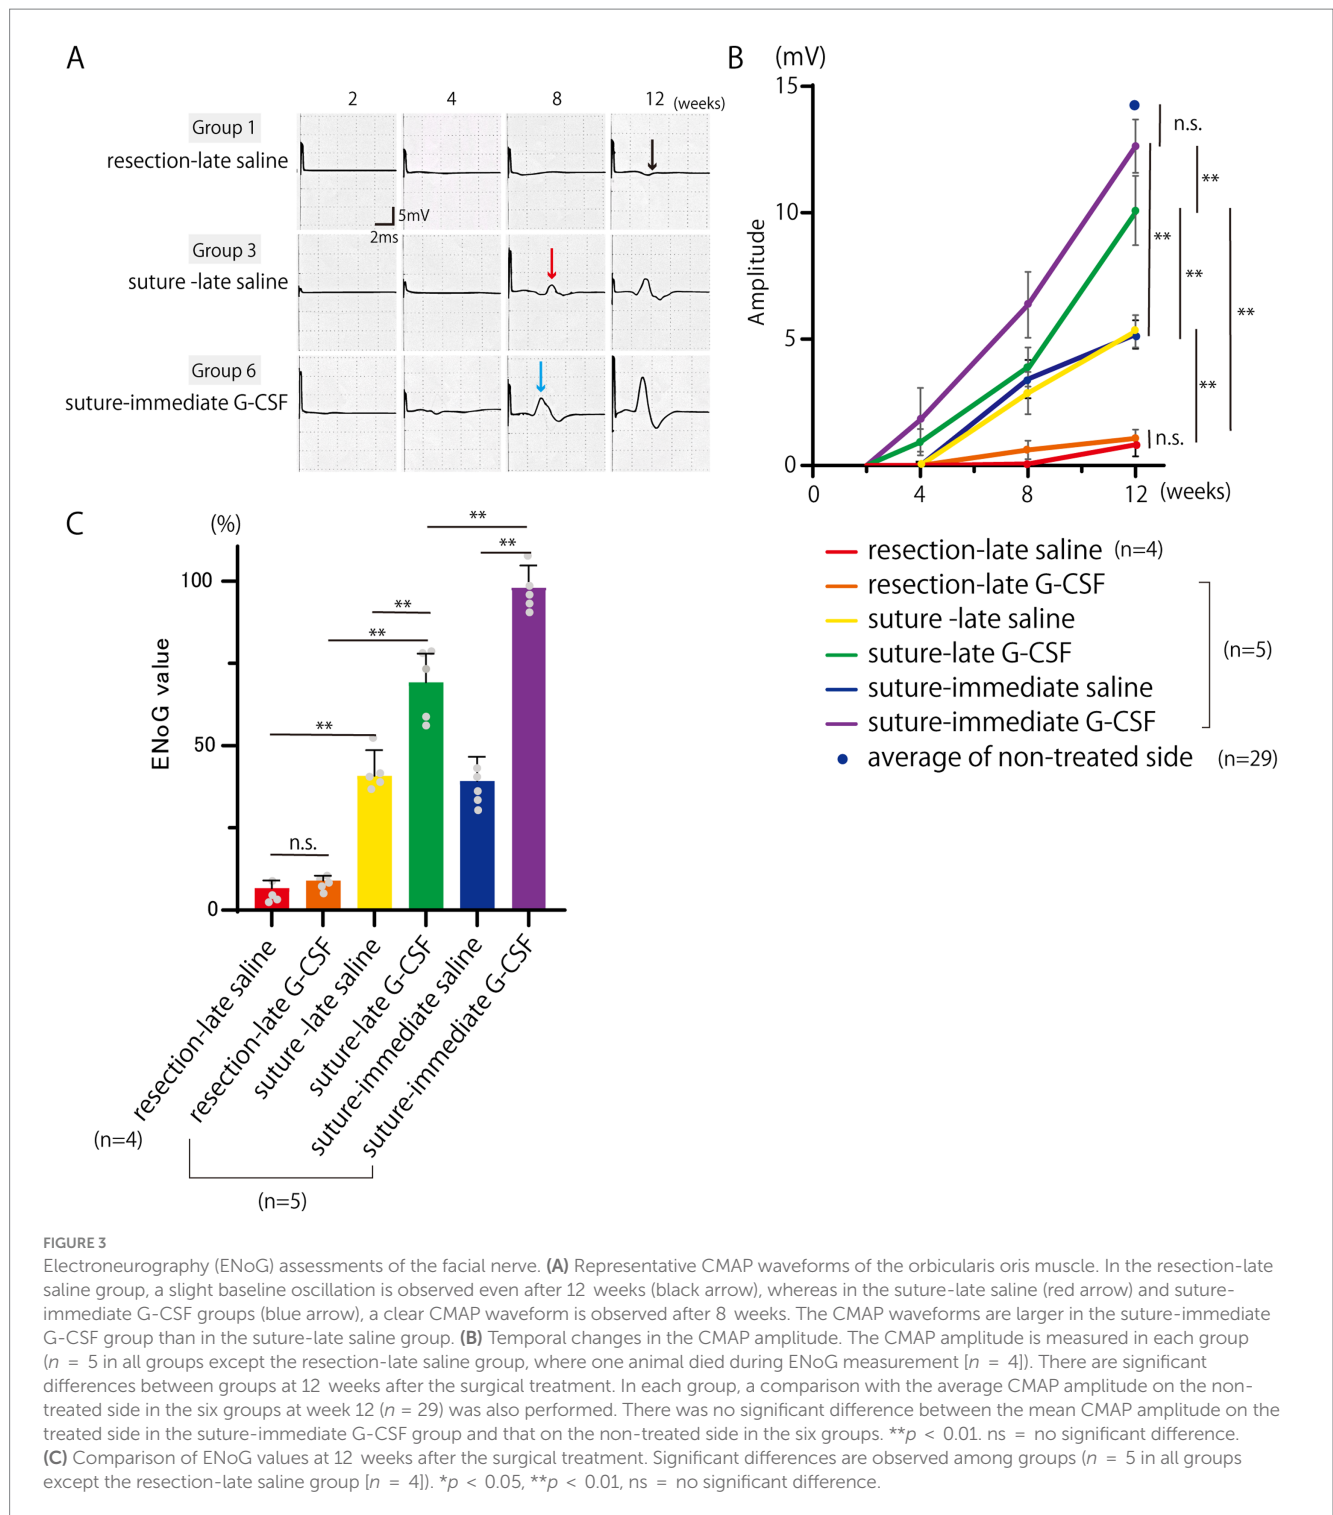 A
2 4 8 12 (weeks)
Group 1
resection-late saline
5mV
2ms
Group 3
suture -late saline
Group 6
suture-immediate G-CSF
B (mV)
15
10
5
0
Amplitude
0 4 8 12 (weeks)
n.s.
**
**
**
**
**
n.s.
resection-late saline (n=4)
resection-late G-CSF
suture -late saline
suture-late G-CSF
suture-immediate saline
suture-immediate G-CSF
(n=5)
average of non-treated side (n=29)
C (%)
100
50
0
ENoG value
**
**
**
**
**
n.s.
resection-late saline
resection-late G-CSF
suture -late saline
suture-late G-CSF
suture-immediate saline
suture-immediate G-CSF
(n=4)
(n=5)
FIGURE 3
Electroneurography (ENoG) assessments of the facial nerve. (A) Representative CMAP waveforms of the orbicularis oris muscle. In the resection-late
saline group, a slight baseline oscillation is observed even after 12 weeks (black arrow), whereas in the suture-late saline (red arrow) and suture-
immediate G-CSF groups (blue arrow), a clear CMAP waveform is observed after 8 weeks. The CMAP waveforms are larger in the suture-immediate
G-CSF group than in the suture-late saline group. (B) Temporal changes in the CMAP amplitude. The CMAP amplitude is measured in each group
(n = 5 in all groups except the resection-late saline group, where one animal died during ENoG measurement [n = 4]). There are significant
differences between groups at 12 weeks after the surgical treatment. In each group, a comparison with the average CMAP amplitude on the non-
treated side in the six groups at week 12 (n = 29) was also performed. There was no significant difference between the mean CMAP amplitude on the
treated side in the suture-immediate G-CSF group and that on the non-treated side in the six groups. **p < 0.01. ns = no significant difference.
(C) Comparison of ENoG values at 12 weeks after the surgical treatment. Significant differences are observed among groups (n = 5 in all groups
except the resection-late saline group [n = 4]). *p < 0.05, **p < 0.01, ns = no significant difference.